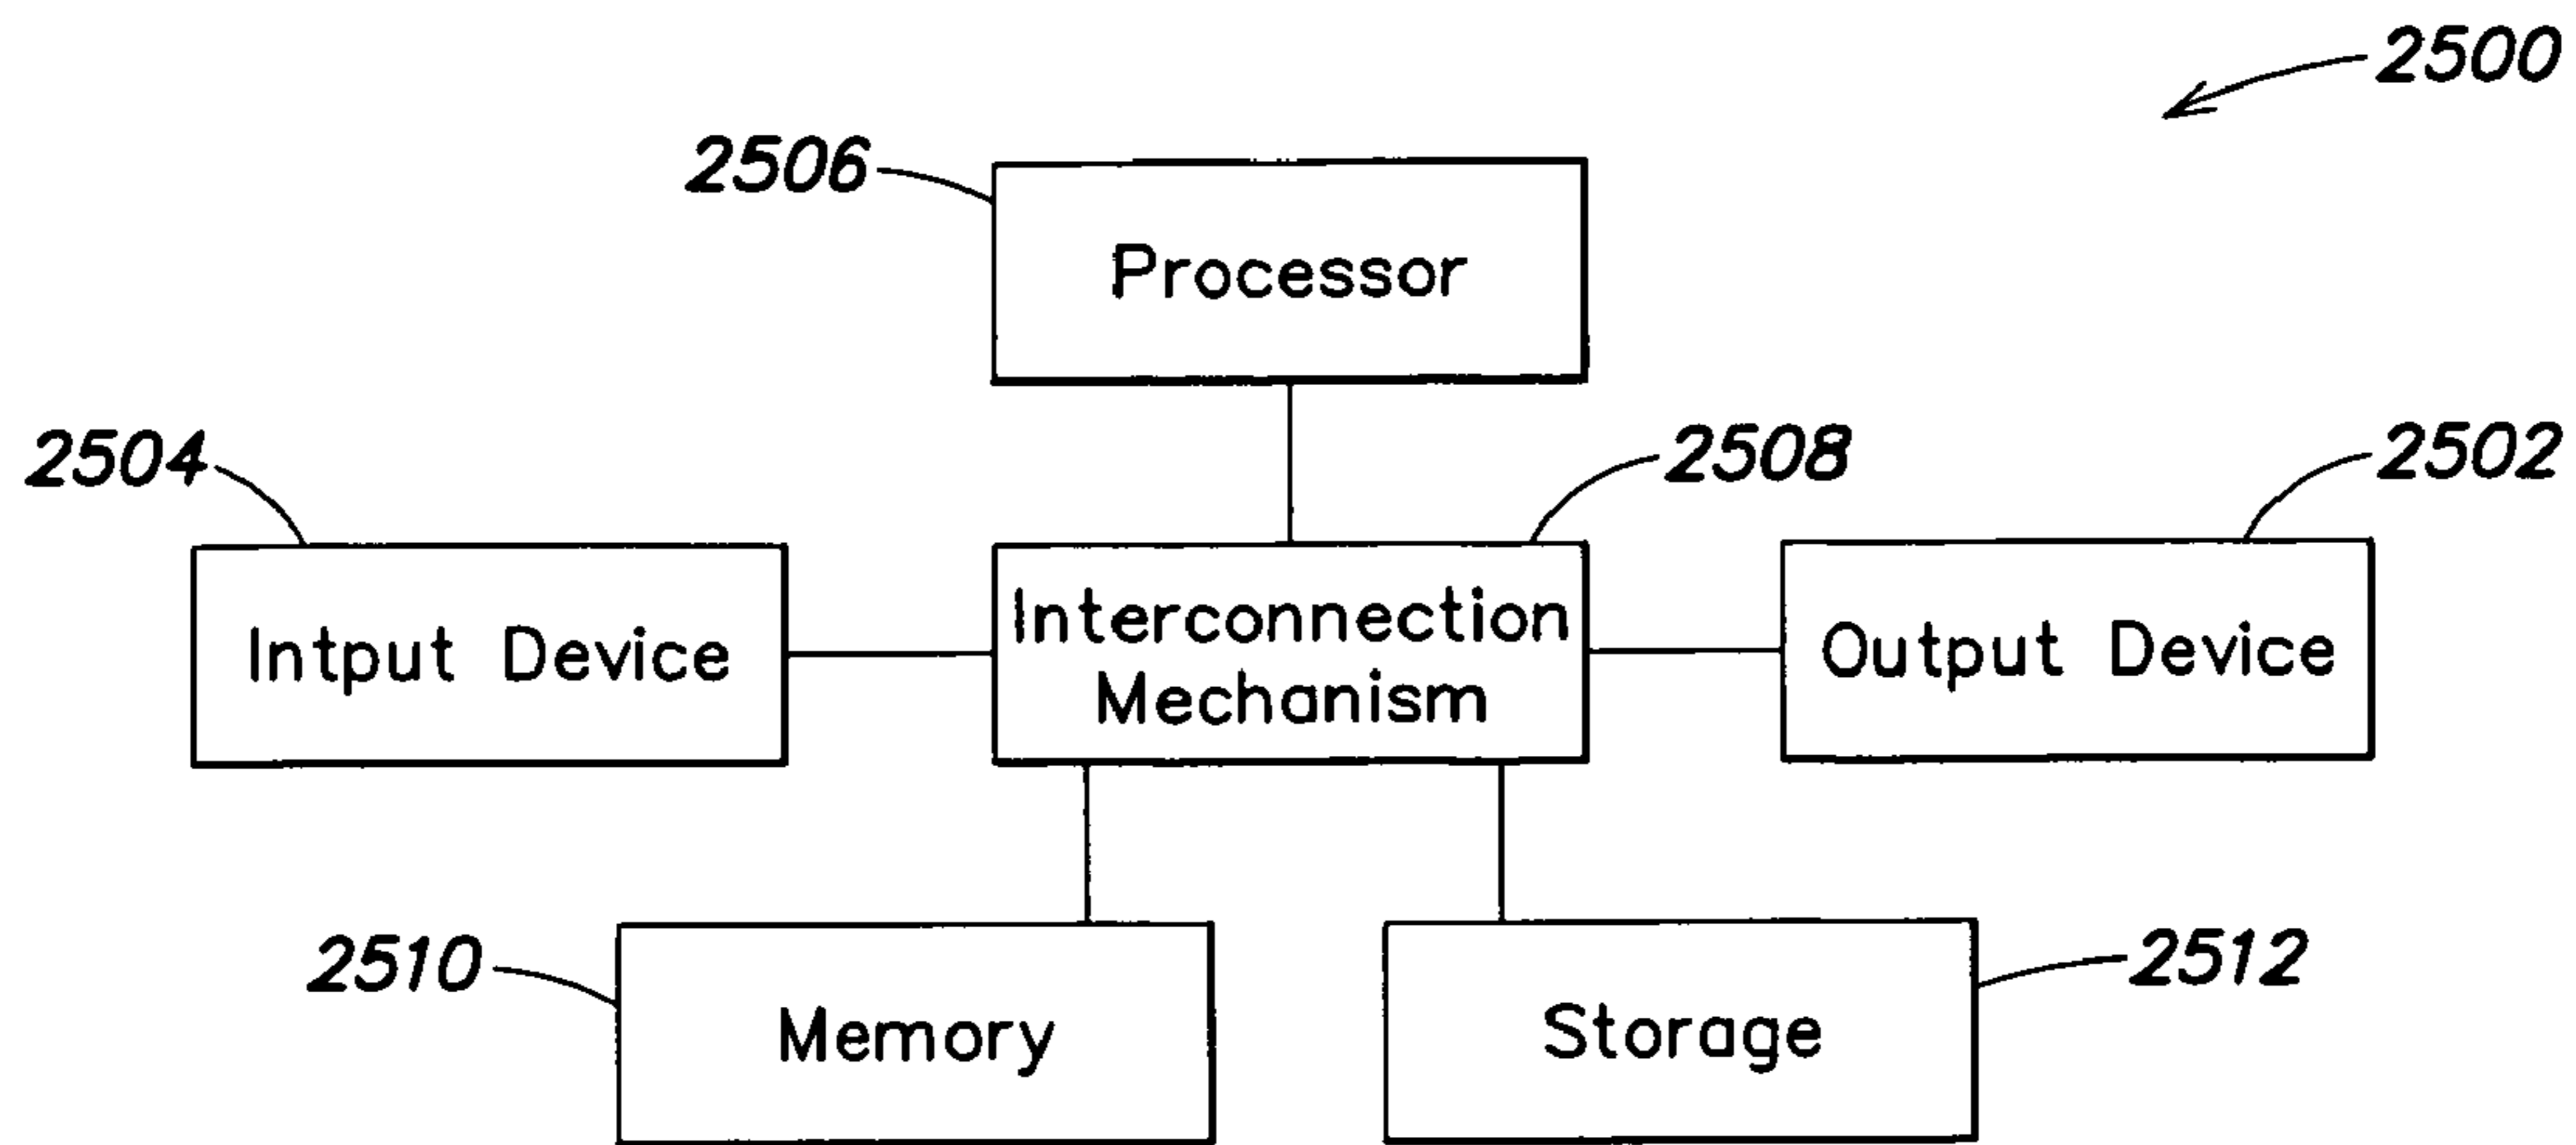 2500
2506
Processor
2504
2508
2502
Intput Device
Interconnection
Mechanism
Output Device
2510
2512
Memory
Storage